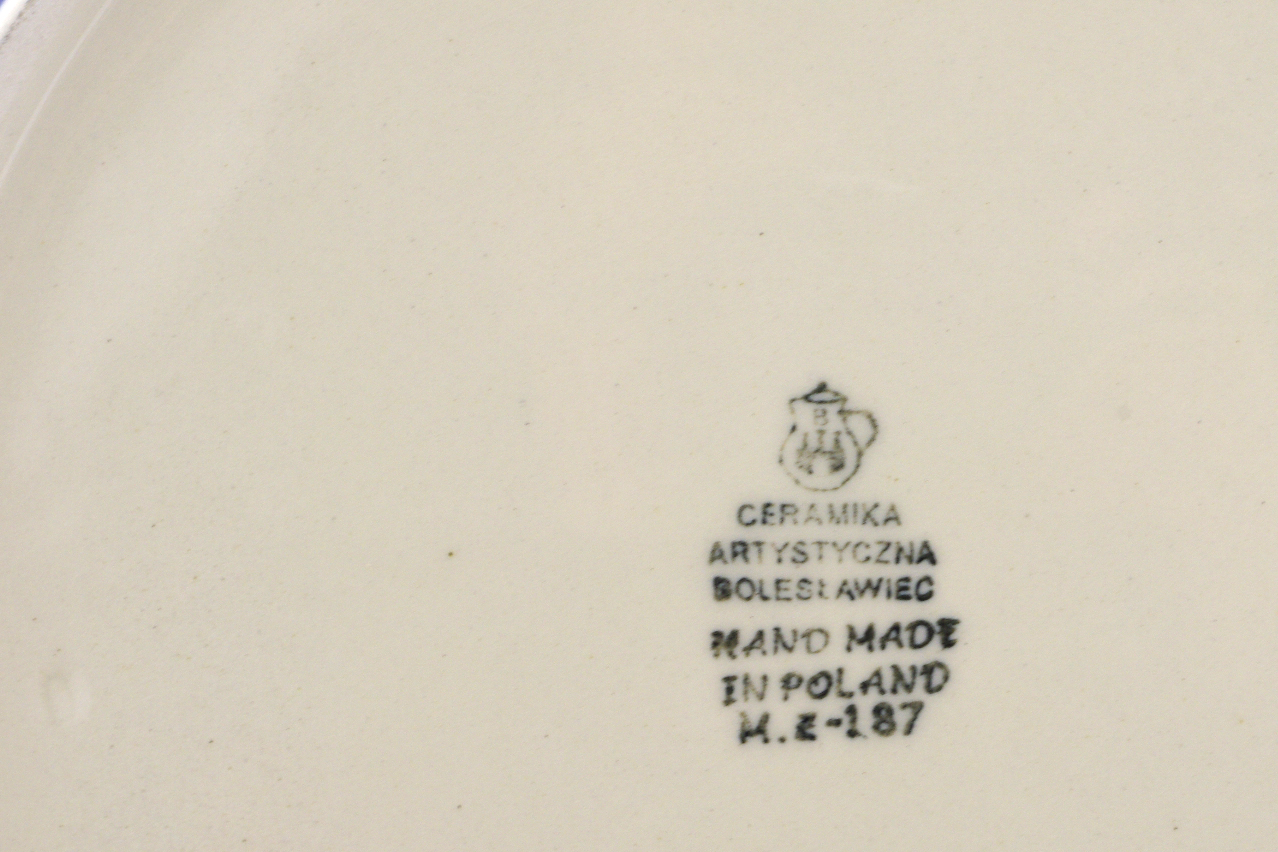 B
CERAMIKA
ARTYSTYCZNA
BOLESŁAWIEC
HAND MADE
IN POLAND
M.Z-187